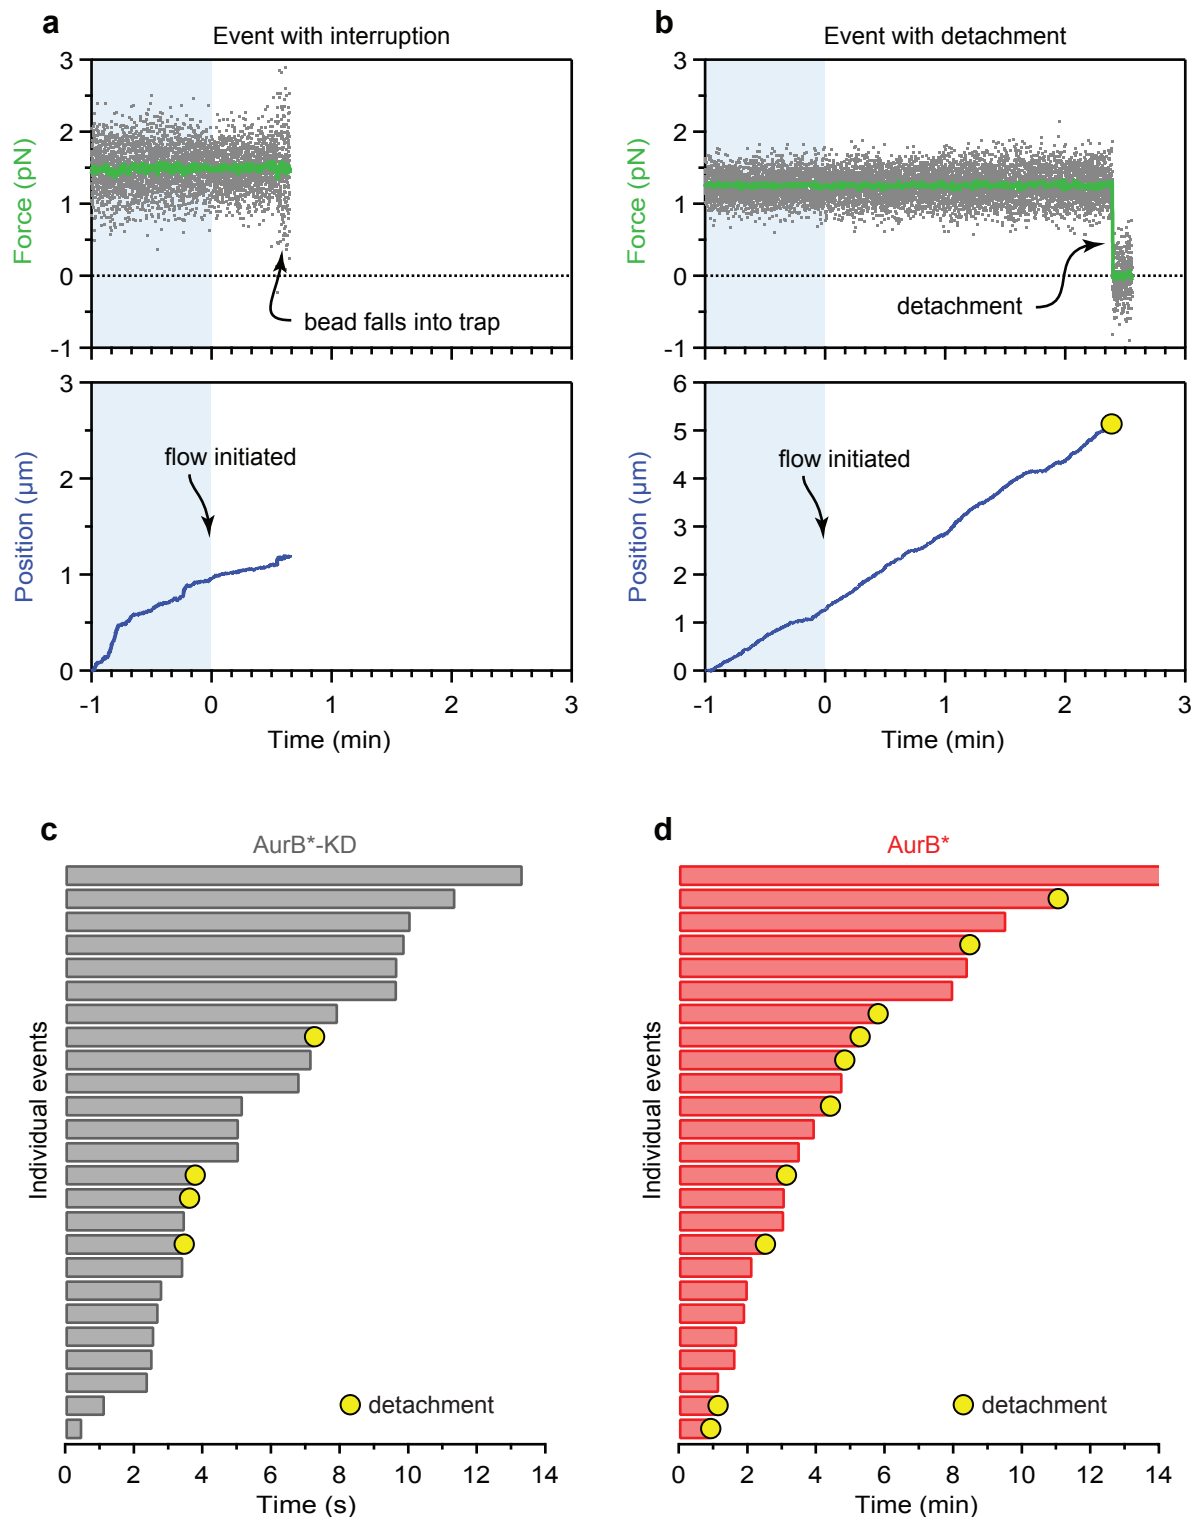 a
Event with interruption
3
2
1
0
-1
Force (pN)
bead falls into trap
3
2
1
0
Position (µm)
flow initiated
-1 0 1 2 3
Time (min)
b
Event with detachment
3
2
1
0
-1
Force (pN)
detachment
6
5
4
3
2
1
0
Position (µm)
flow initiated
-1 0 1 2 3
Time (min)
c
AurB*-KD
Individual events
detachment
0 2 4 6 8 10 12 14
Time (s)
d
AurB*
Individual events
detachment
0 2 4 6 8 10 12 14
Time (min)